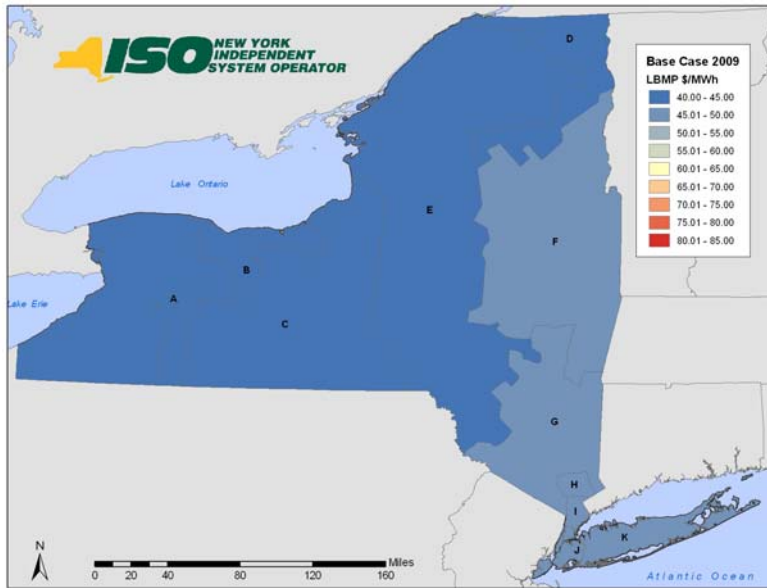 ISO NEW YORK
INDEPENDENT
SYSTEM OPERATOR
D
Base Case 2009
LBMP $/MWh
40.00 - 45.00
45.01 - 50.00
50.01 - 55.00
55.01 - 60.00
60.01 - 65.00
65.01 - 70.00
70.01 - 75.00
75.01 - 80.00
80.01 - 85.00
Lake Ontario
E
F
B
A
Lake Erie
C
G
H
I
K
J
N
Miles
0 20 40 80 120 160
Atlantic Ocean